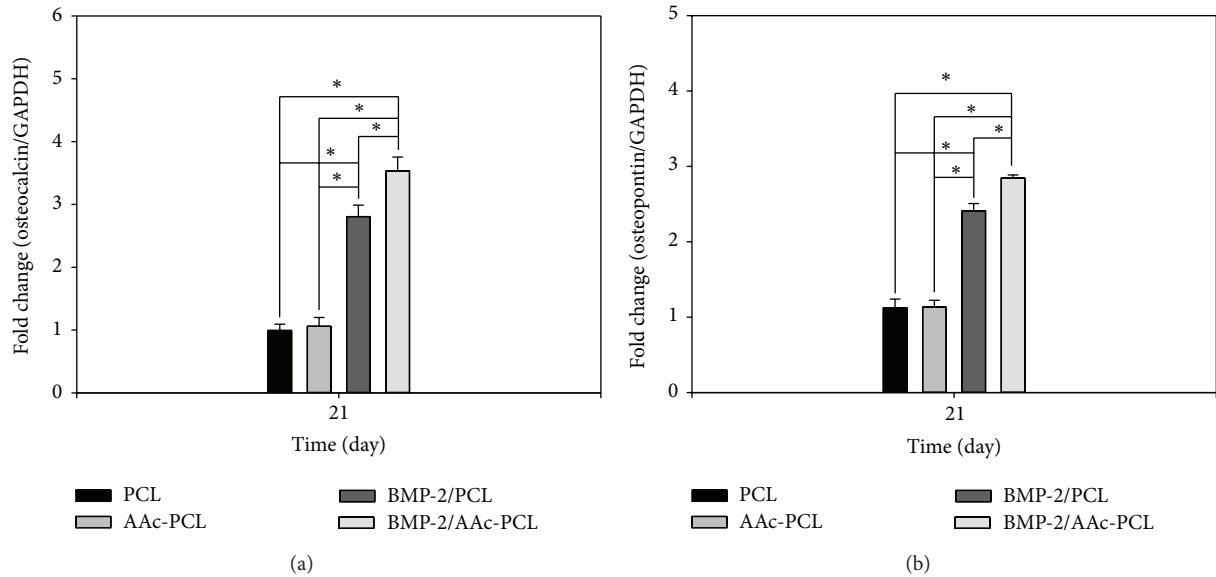 6
5
4
3
2
1
0
Fold change (osteocalcin/GAPDH)
*
*
*
*
*
21
Time (day)
PCL
AAc-PCL
BMP-2/PCL
BMP-2/AAc-PCL
(a)
5
4
3
2
1
0
Fold change (osteopontin/GAPDH)
*
*
*
*
*
21
Time (day)
PCL
AAc-PCL
BMP-2/PCL
BMP-2/AAc-PCL
(b)